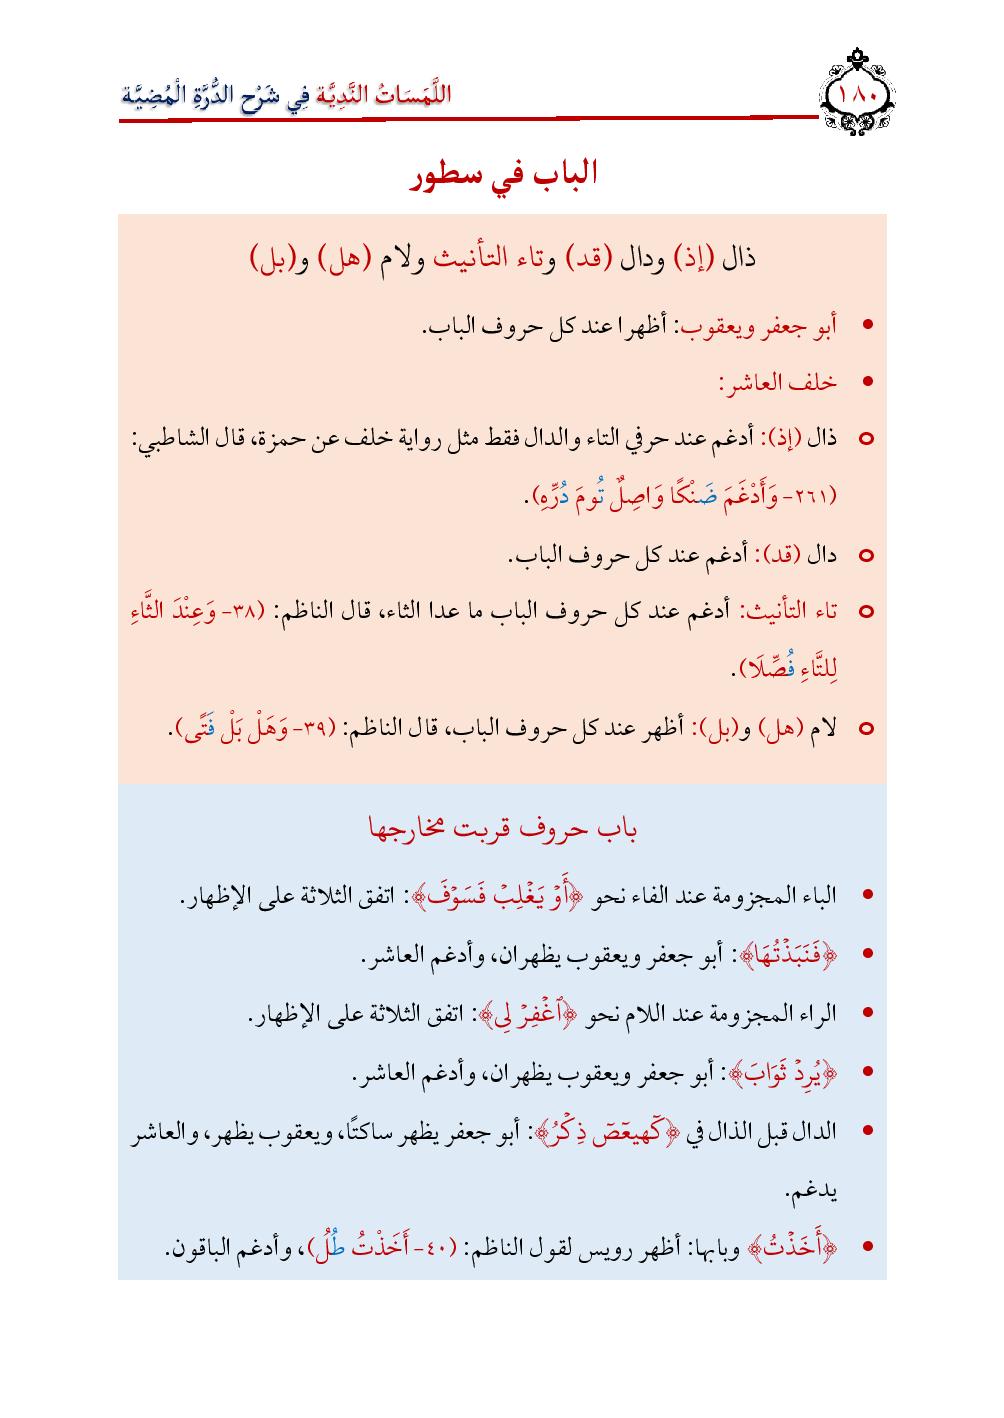 ١٨٠
اللَّمَسَاتُ النَّدِيَّة فِي شَرْحِ الدُّرَّةِ الْمُضِيَّة
الباب في سطور
ذال (إذ) ودال (قد) وتاء التأنيث ولام (هل) و(بل)
• أبو جعفر ويعقوب: أظهرا عند كل حروف الباب.
• خلف العاشر:
o ذال (إذ): أدغم عند حرفي التاء والدال فقط مثل رواية خلف عن حمزة، قال الشاطبي:
(٢٦١- وَأَدْغَمَ ضَنْكًا وَاصِلٌ تُومَ دُرِّهِ).
o دال (قد): أدغم عند كل حروف الباب.
o تاء التأنيث: أدغم عند كل حروف الباب ما عدا الثاء، قال الناظم: (٣٨- وَعِنْدَ الثَّاءِ
لِلتَّاءِ فُصِّلَا).
o لام (هل) و(بل): أظهر عند كل حروف الباب، قال الناظم: (٣٩- وَهَلْ بَلْ فَتًى).
باب حروف قربت مخارجها
• الباء المجزومة عند الفاء نحو ﴿أَوۡ يَغۡلِبۡ فَسَوۡفَ﴾: اتفق الثلاثة على الإظهار.
• ﴿فَنَبَذۡتُهَا﴾: أبو جعفر ويعقوب يظهران، وأدغم العاشر.
• الراء المجزومة عند اللام نحو ﴿ٱغۡفِرۡ لِي﴾: اتفق الثلاثة على الإظهار.
• ﴿يُرِدۡ ثَوَابَ﴾: أبو جعفر ويعقوب يظهران، وأدغم العاشر.
• الدال قبل الذال في ﴿كٓهيعٓصٓ ذِكۡرُ﴾: أبو جعفر يظهر ساكتًا، ويعقوب يظهر، والعاشر
يدغم.
• ﴿أَخَذۡتُ﴾ وبابها: أظهر رويس لقول الناظم: (٤٠- أَخَذْتُ طُلُ)، وأدغم الباقون.